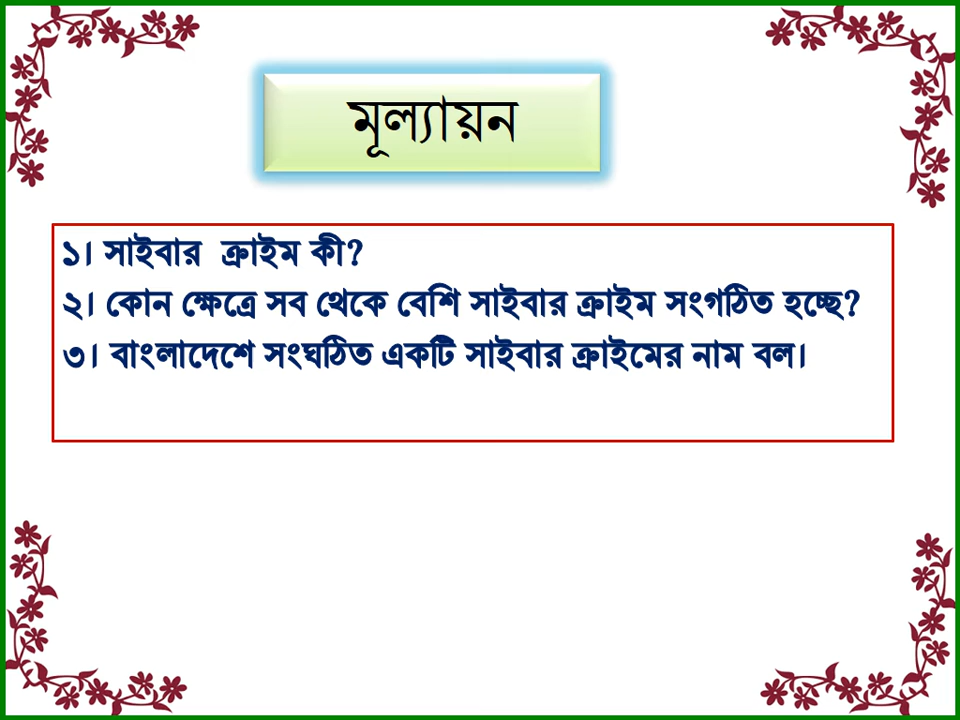 মূল্যায়ন
১। সাইবার ক্রাইম কী?
২। কোন ক্ষেত্রে সব থেকে বেশি সাইবার ক্রাইম সংগঠিত হচ্ছে?
৩। বাংলাদেশে সংঘঠিত একটি সাইবার ক্রাইমের নাম বল।